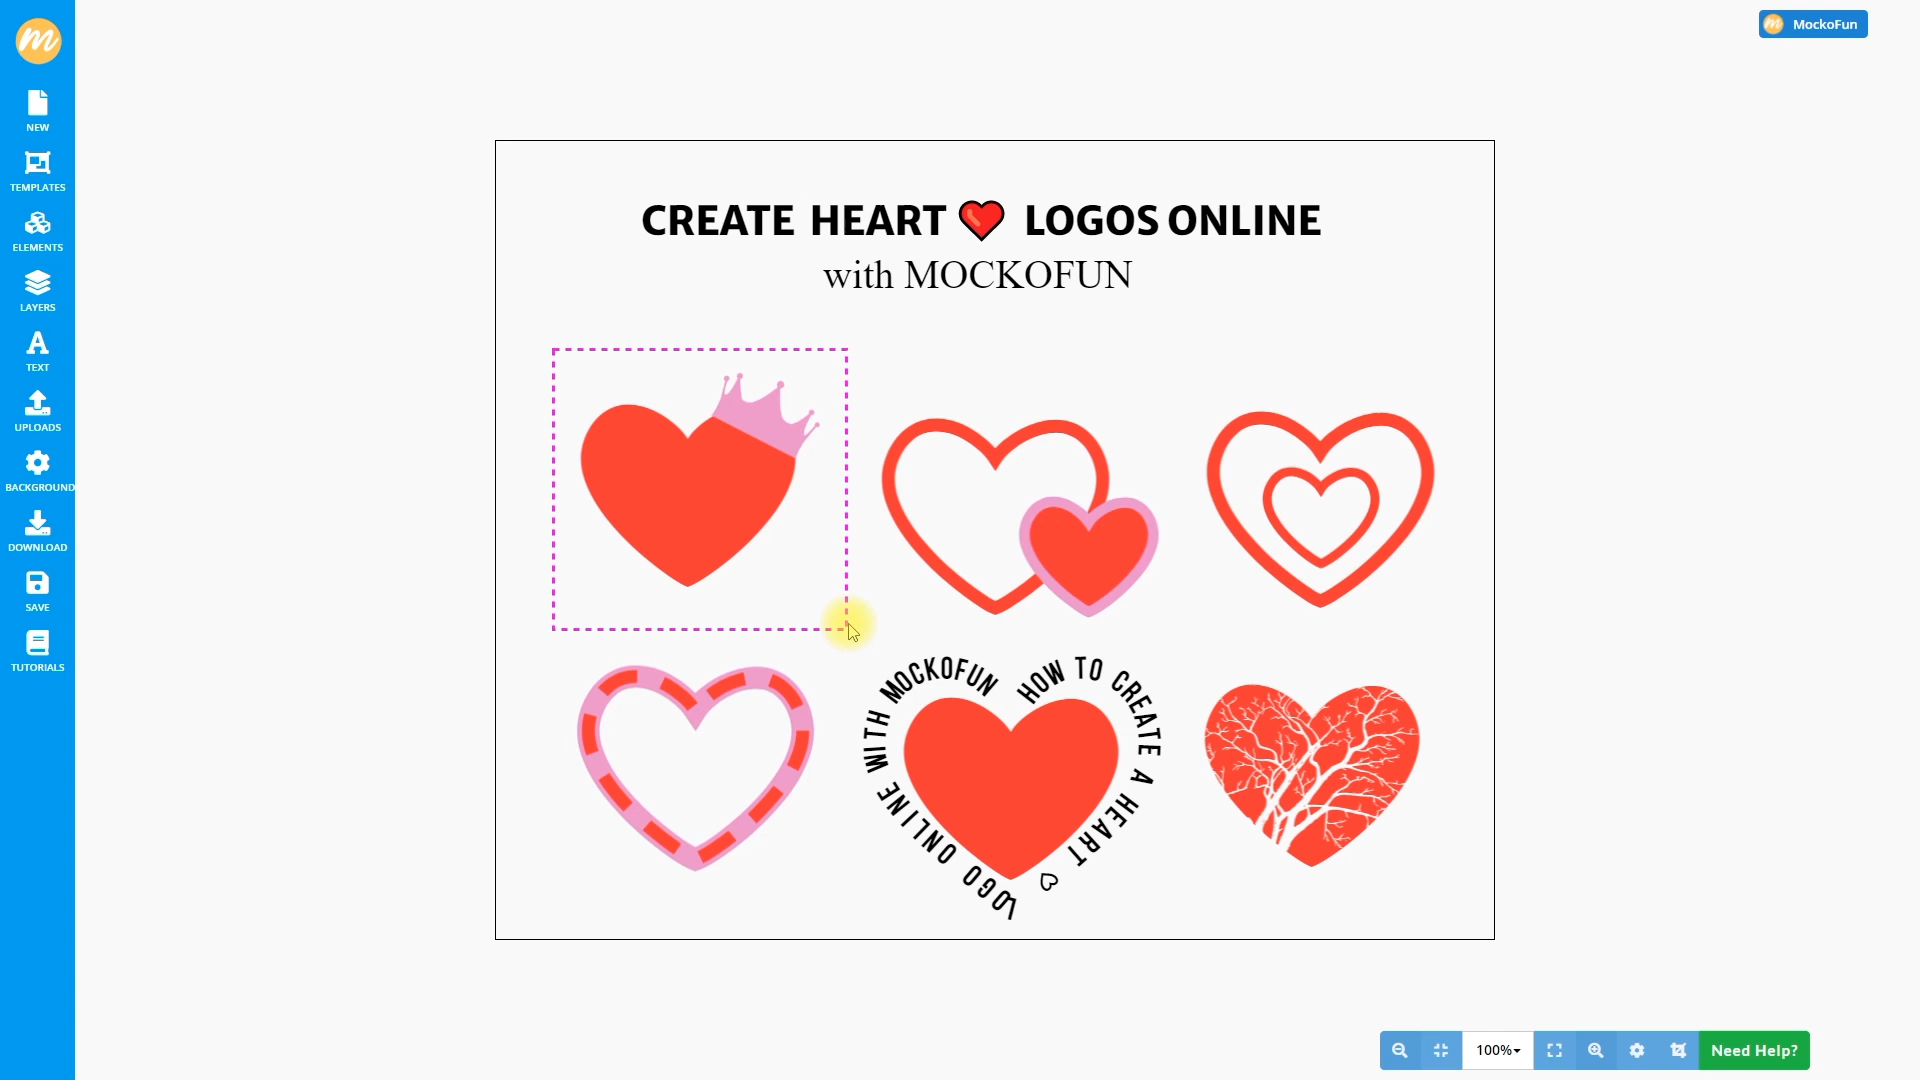 MockoFun
NEW
TEMPLATES
ELEMENTS
LAYERS
TEXT
UPLOADS
BACKGROUND
DOWNLOAD
SAVE
TUTORIALS
CREATE HEART ❤ LOGOS ONLINE
with MOCKOFUN
HOW TO CREATE A HEART ♡ LOGO ONLINE WITH MOCKOFUN
100%
Need Help?